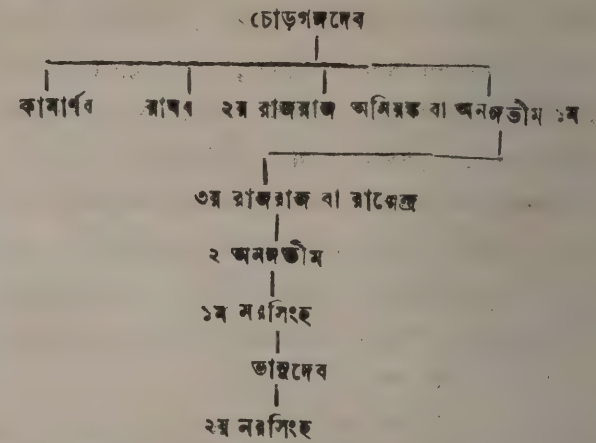 চোড়গঙ্গদেব
কামার্ণব রাঘব ২য় রাজরাজ অনিয়ঙ্ক বা অনঙ্গভীম ১ম
৩য় রাজরাজ বা রাজেন্দ্র
২ অনঙ্গভীম
১ম নরসিংহ
ভানুদেব
২য় নরসিংহ